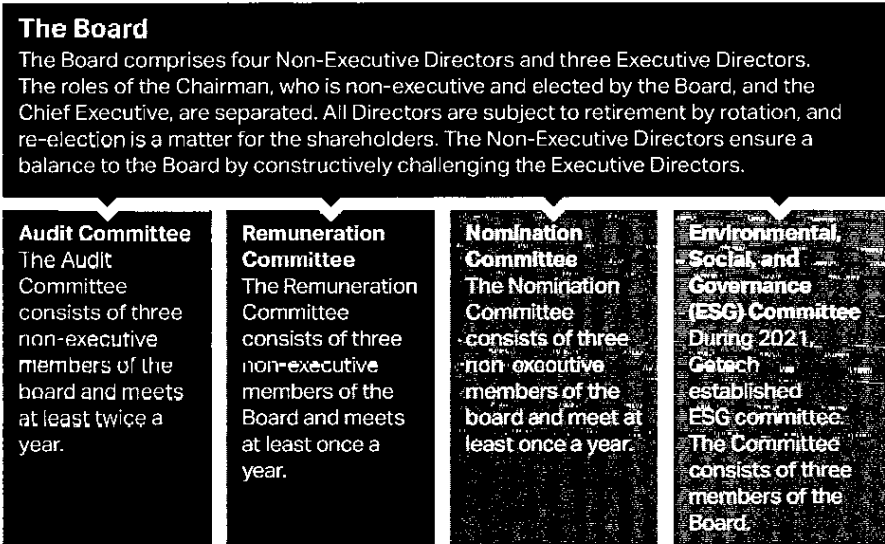 The Board
The Board comprises four Non-Executive Directors and three Executive Directors.
The roles of the Chairman, who is non-executive and elected by the Board, and the
Chief Executive, are separated. All Directors are subject to retirement by rotation, and
re-election is a matter for the shareholders. The Non-Executive Directors ensure a
balance to the Board by constructively challenging the Executive Directors.
Audit Committee
The Audit
Committee
consists of three
non-executive
members of the
board and meets
at least twice a
year.
Remuneration
Committee
The Remuneration
Committee
consists of three
non-executive
members of the
Board and meets
at least once a
year.
Nomination
Committee
The Nomination
Committee
consists of three
non executive
members of the
board and meet at
least once a year.
Environmental,
Social, and
Governance
(ESG) Committee
During 2021,
Getech
established
ESG committee.
The Committee
consists of three
members of the
Board.